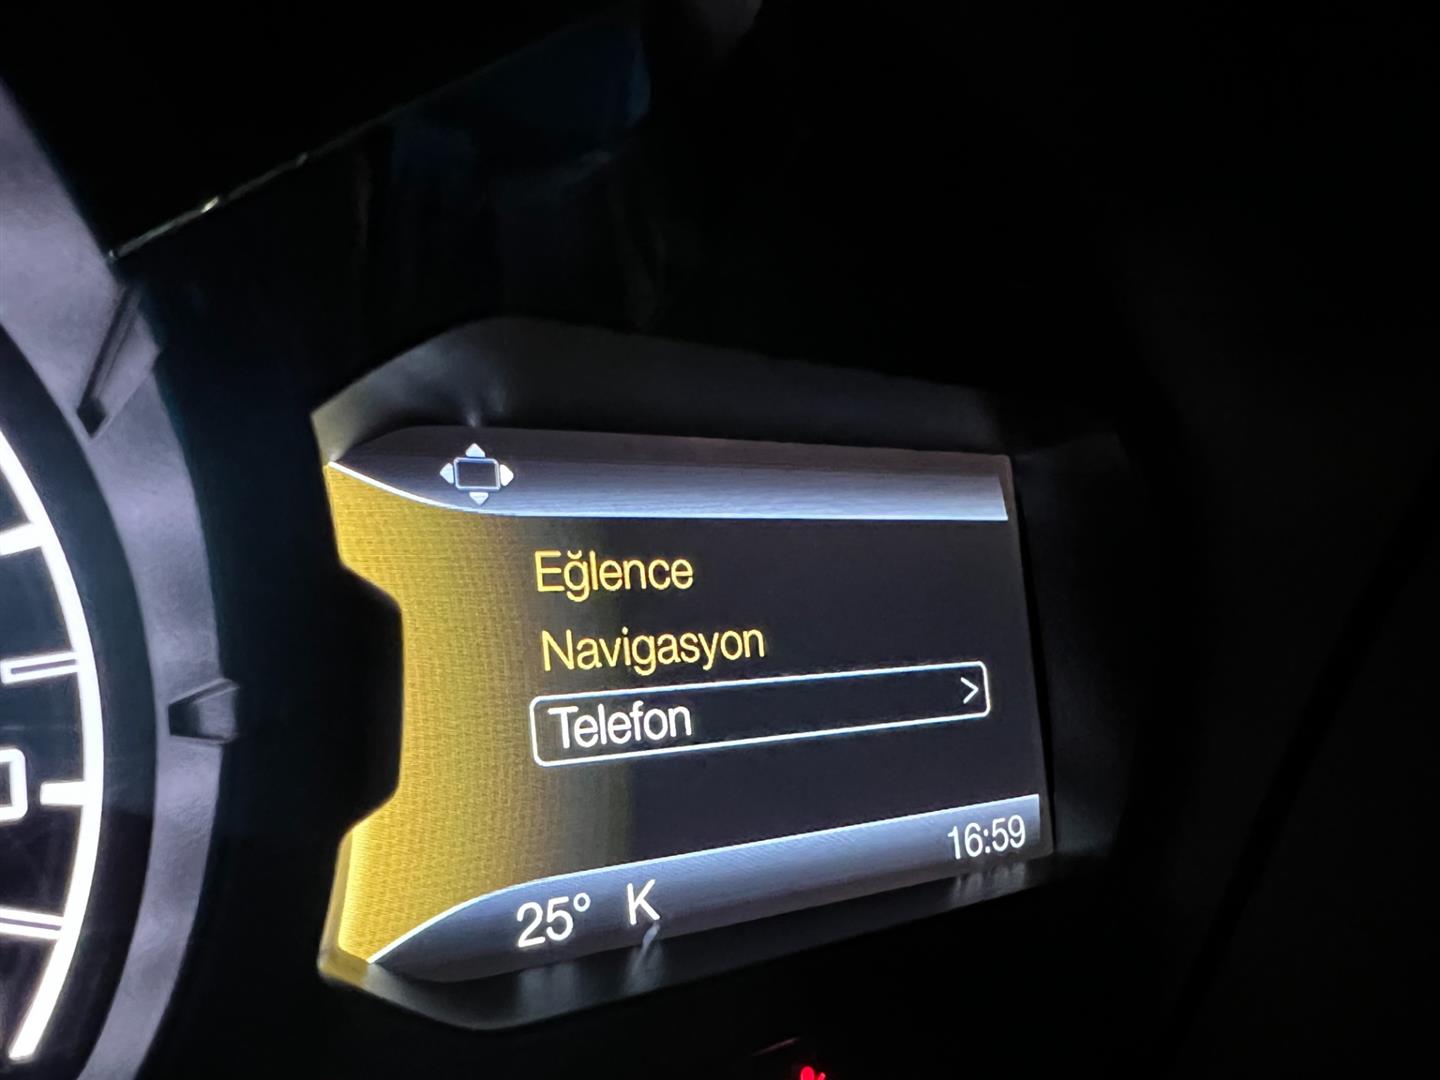 Eğlence
Navigasyon
Telefon >
25° K 16:59